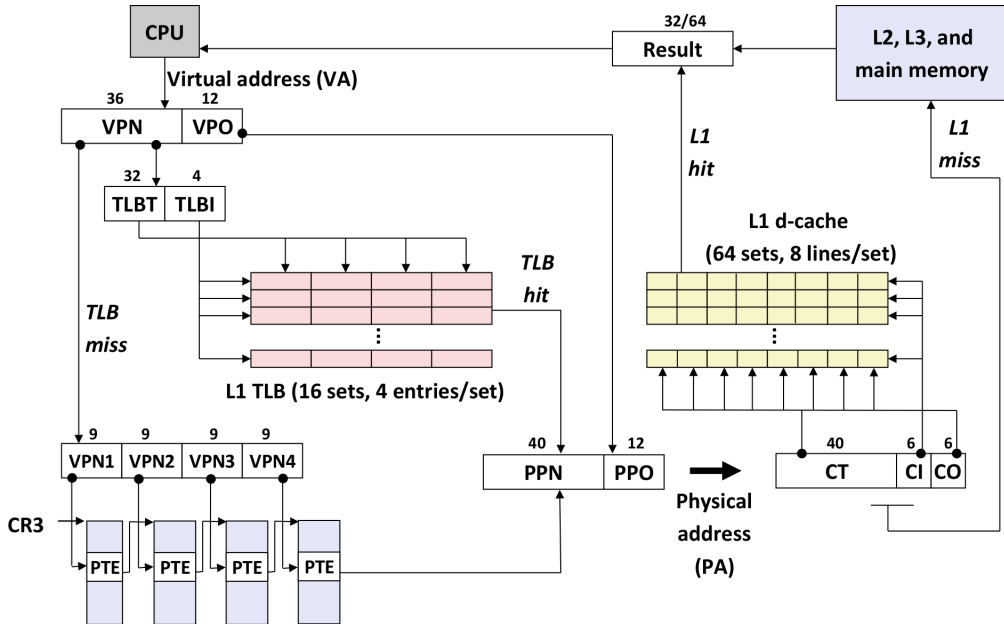 CPU
32/64
Result
L2, L3, and
main memory
Virtual address (VA)
36
12
VPN
VPO
L1
hit
L1
miss
32
4
TLBT
TLBI
L1 d-cache
(64 sets, 8 lines/set)
TLB
hit
TLB
miss
...
...
L1 TLB (16 sets, 4 entries/set)
9
9
9
9
VPN1
VPN2
VPN3
VPN4
40
12
PPN
PPO
40
6
6
CT
CI
CO
Physical
address
(PA)
CR3
PTE
PTE
PTE
PTE